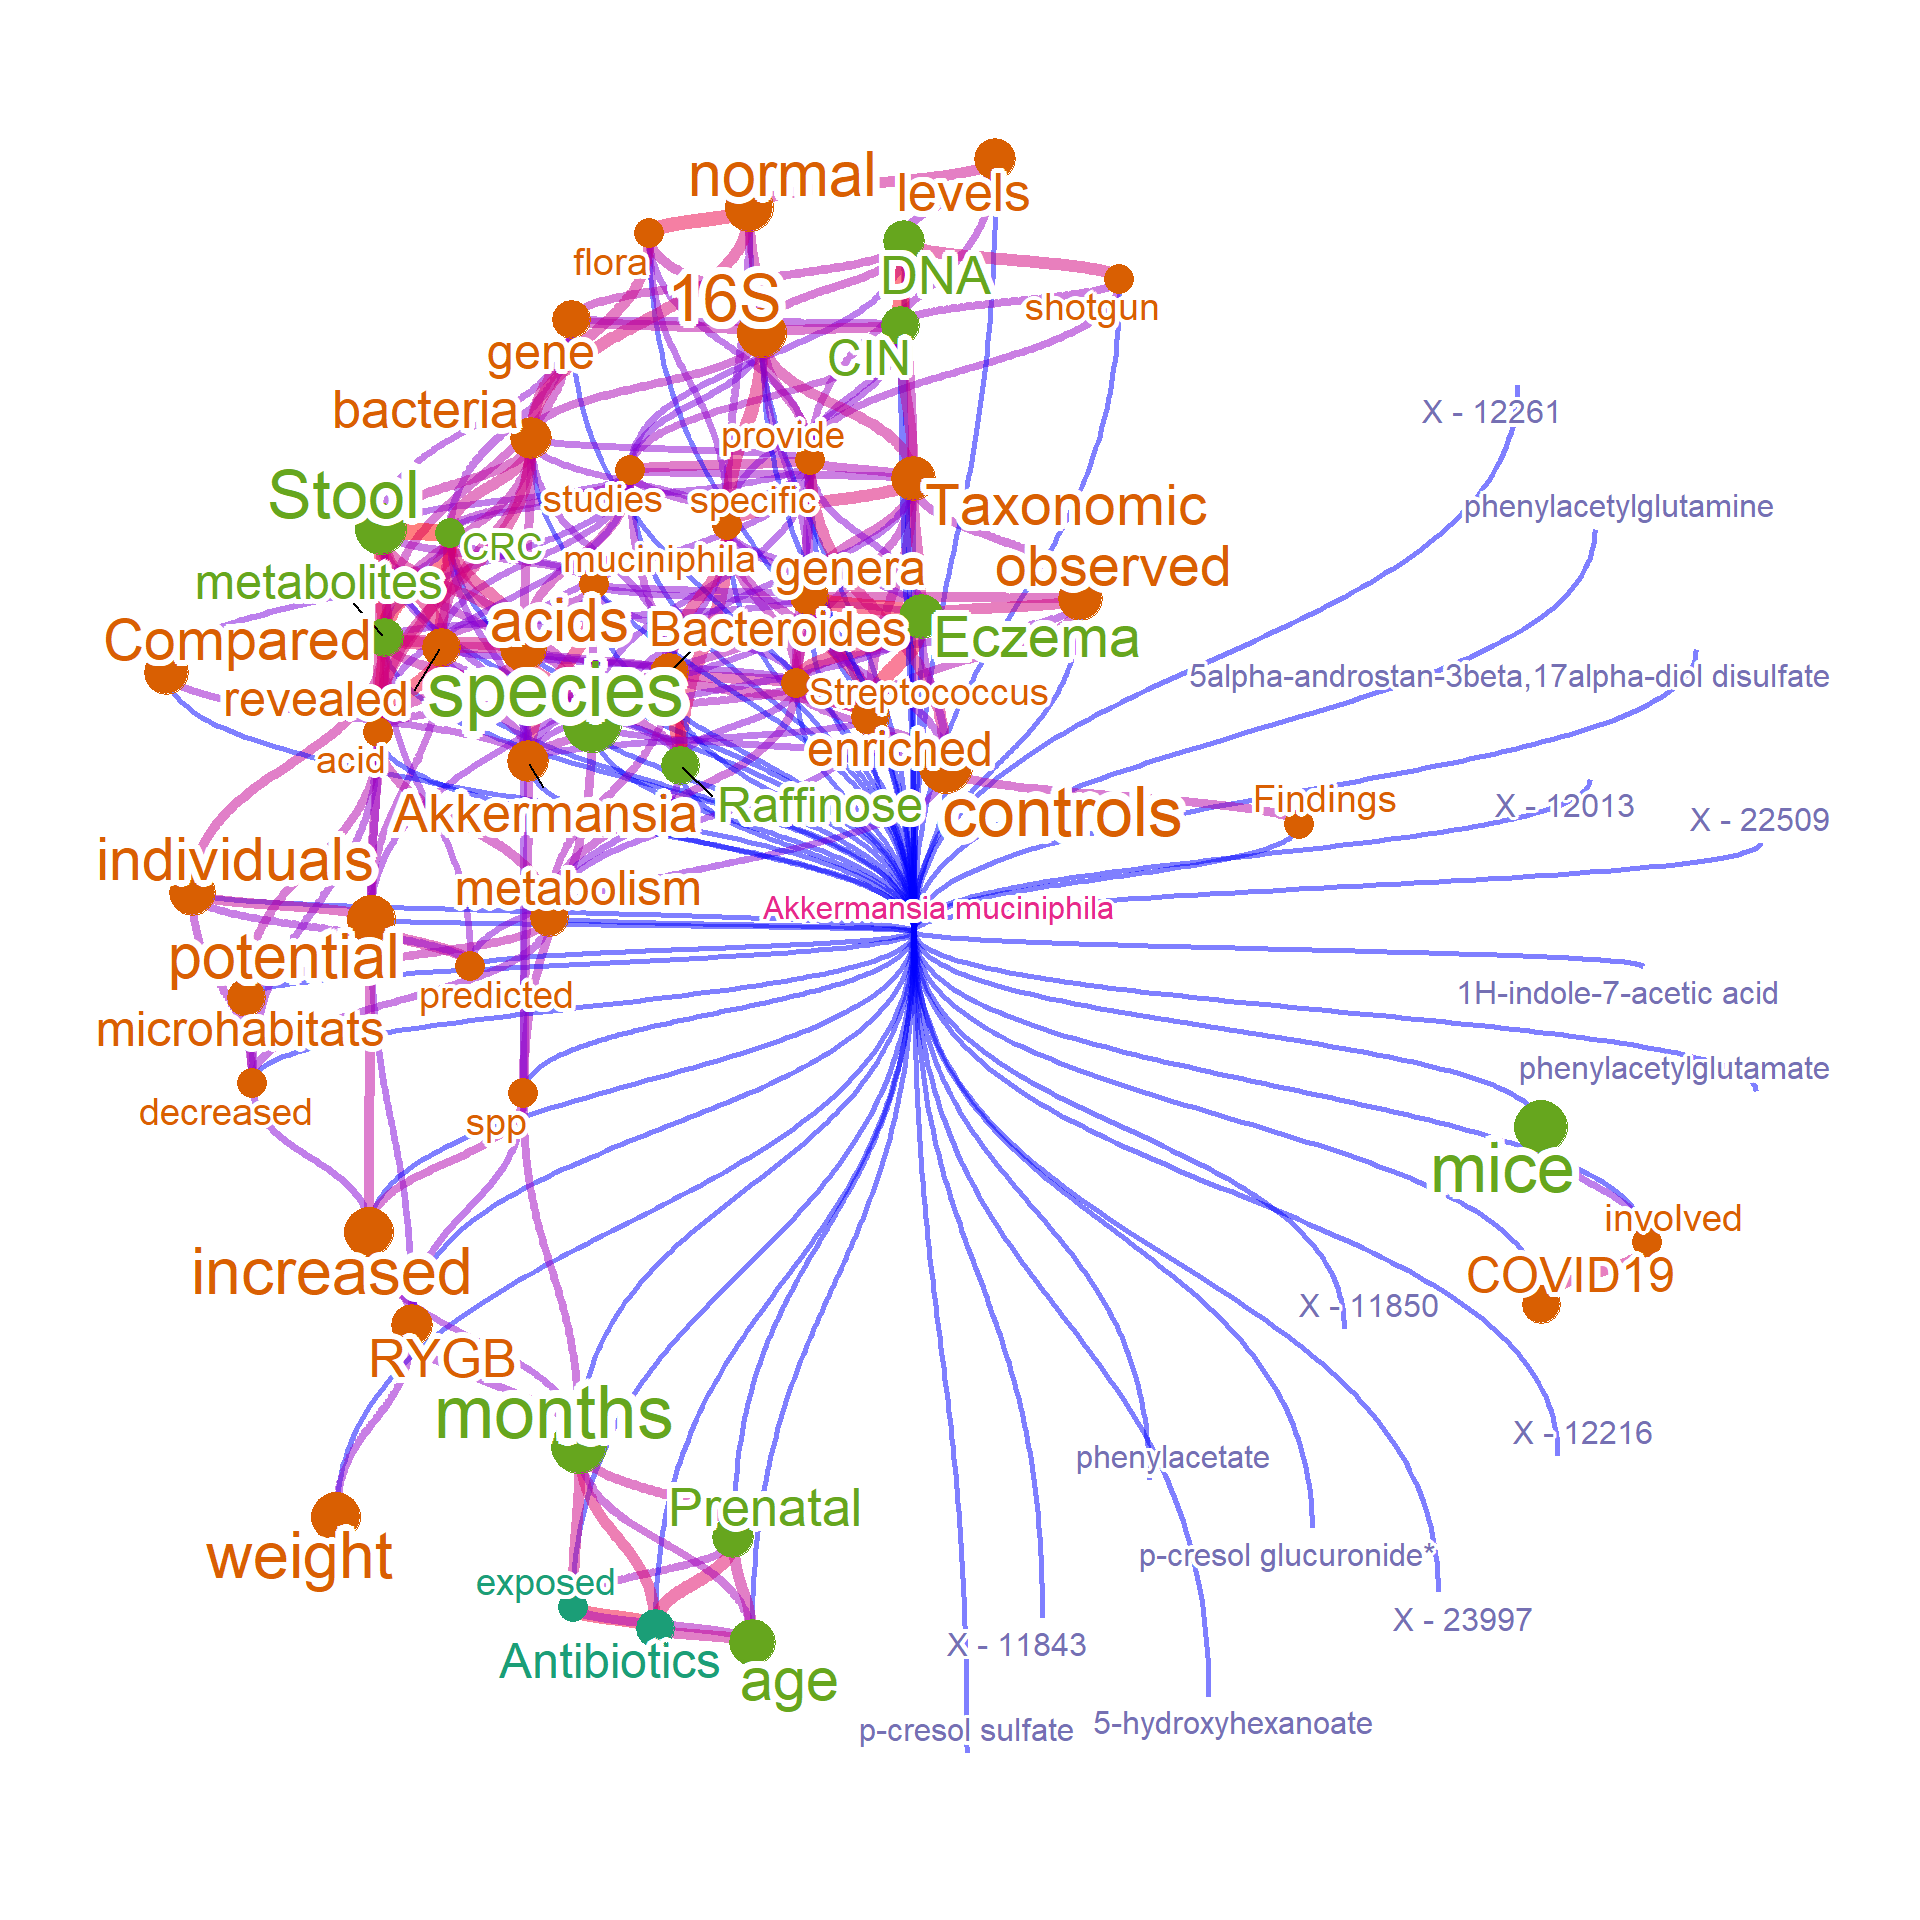 normal
levels
flora
DNA
16S
shotgun
gene
CIN
bacteria
X - 12261
provide
Stool
studies
specific
Taxonomic
phenylacetylglutamine
CRC
muciniphila
metabolites
genera
observed
Compared
acids
Bacteroides
Eczema
5alpha-androstan-3beta,17alpha-diol disulfate
revealed
species
Streptococcus
acid
enriched
Akkermansia
Raffinose
controls
Findings
X - 12013
X - 22509
individuals
metabolism
Akkermansia muciniphila
potential
predicted
1H-indole-7-acetic acid
microhabitats
phenylacetylglutamate
decreased
spp
mice
involved
increased
COVID19
X - 11850
RYGB
months
X - 12216
phenylacetate
Prenatal
weight
p-cresol glucuronide*
exposed
X - 23997
Antibiotics
X - 11843
age
p-cresol sulfate
5-hydroxyhexanoate